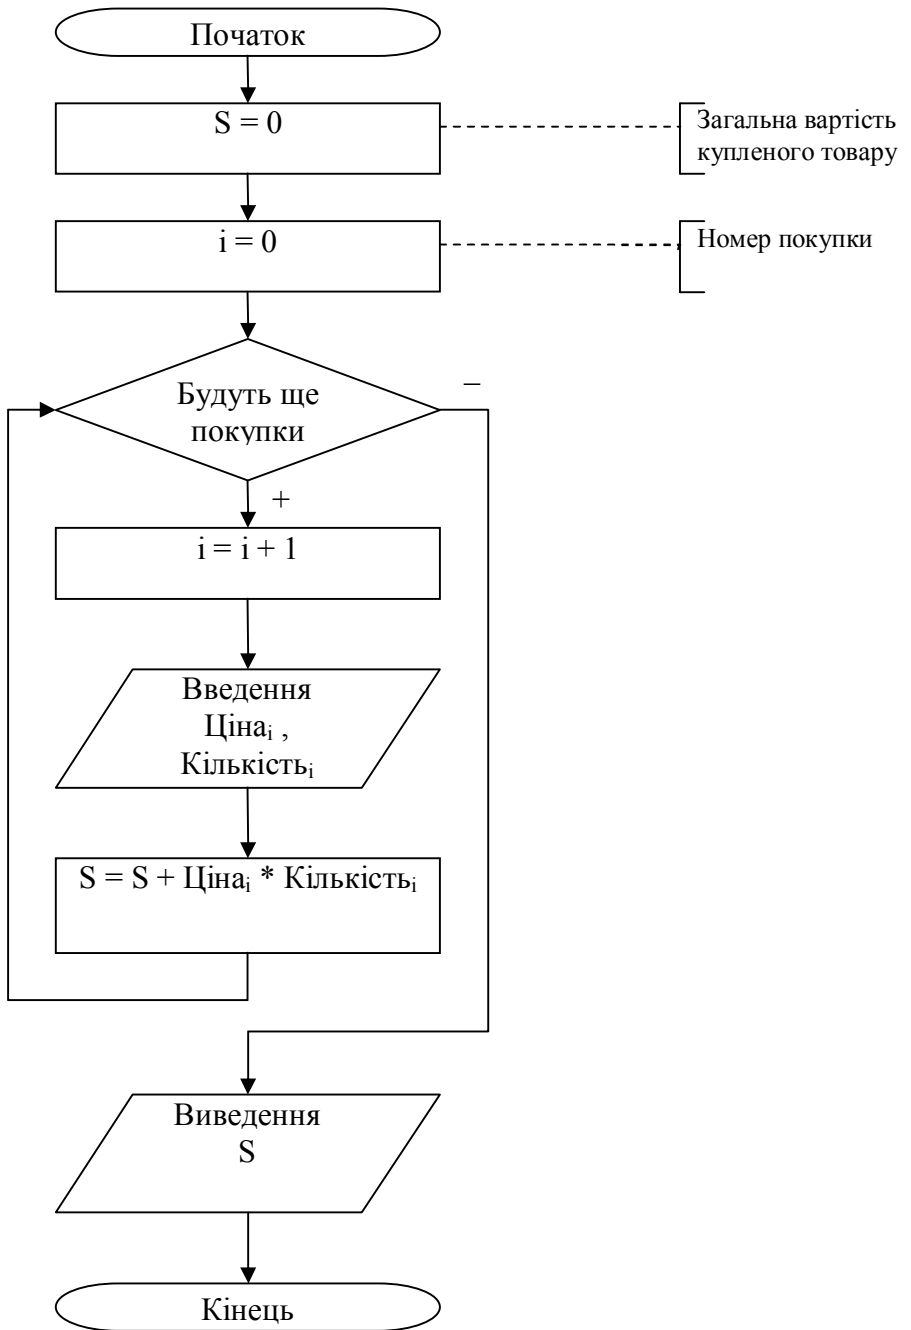 Початок
S = 0
Загальна вартість
купленого товару
i = 0
Номер покупки
Будуть ще
покупки
–
+
i = i + 1
Введення
Цінаᵢ ,
Кількістьᵢ
S = S + Цінаᵢ * Кількістьᵢ
Виведення
S
Кінець